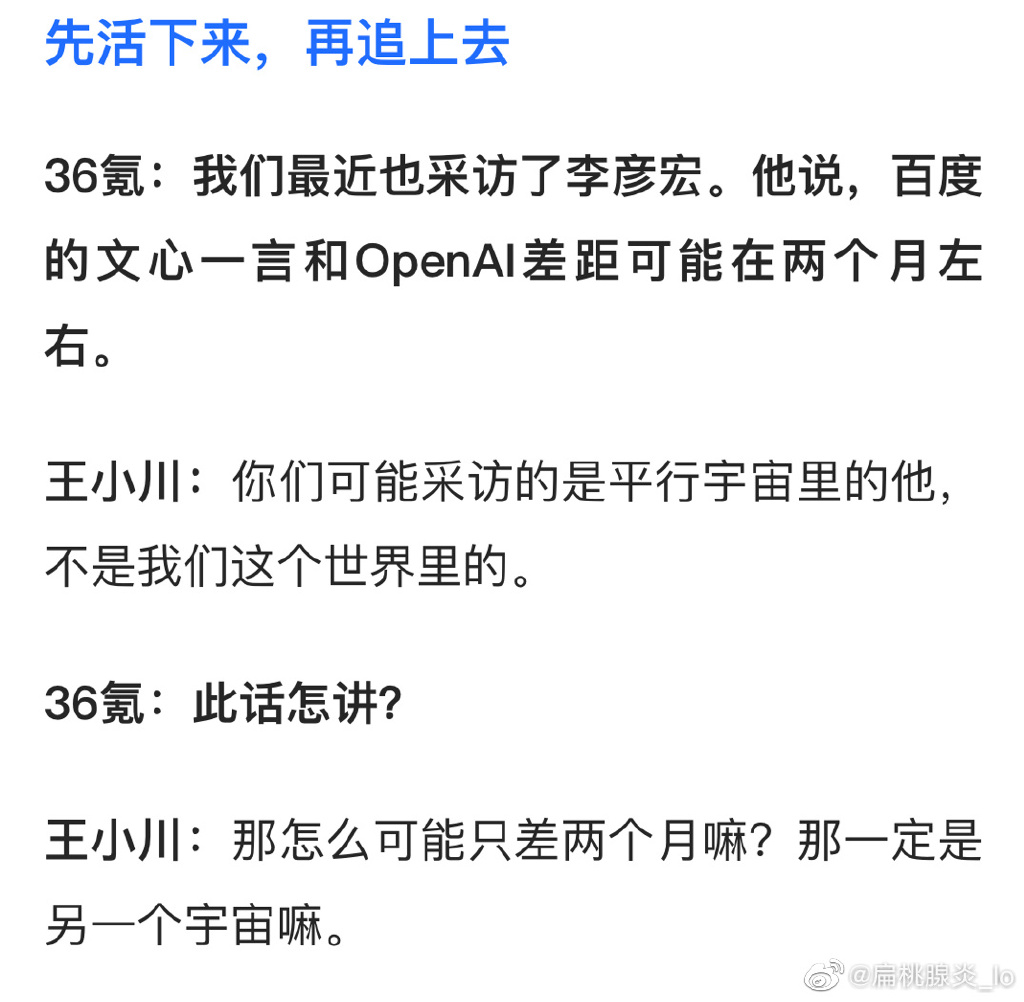 先活下来，再追上去
36氪：我们最近也采访了李彦宏。他说，百度
的文心一言和OpenAI差距可能在两个月左
右。
王小川：你们可能采访的是平行宇宙里的他，
不是我们这个世界里的。
36氪：此话怎讲？
王小川：那怎么可能只差两个月嘛？那一定是
另一个宇宙嘛。
@扁桃腺炎_lo